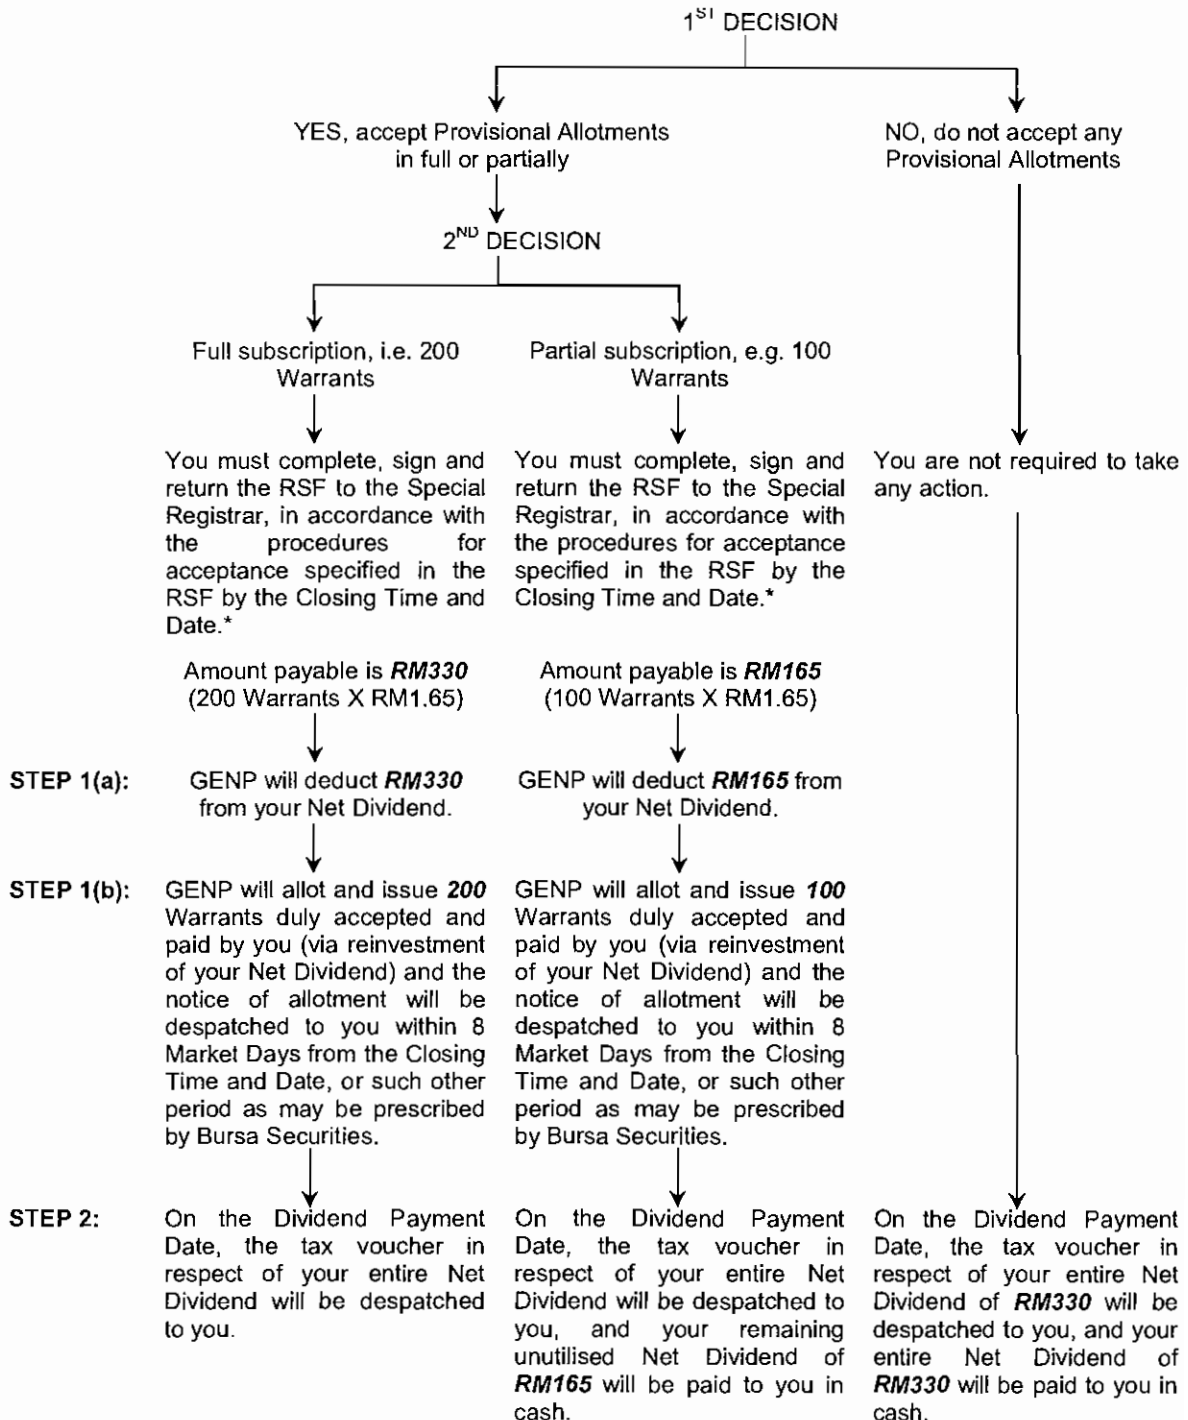 1ST DECISION
YES, accept Provisional Allotments
in full or partially
NO, do not accept any
Provisional Allotments
2ND DECISION
Full subscription, i.e. 200
Warrants
Partial subscription, e.g. 100
Warrants
You must complete, sign and
return the RSF to the Special
Registrar, in accordance with
the procedures for
acceptance specified in the
RSF by the Closing Time and
Date.*
You must complete, sign and
return the RSF to the Special
Registrar, in accordance with
the procedures for acceptance
specified in the RSF by the
Closing Time and Date.*
You are not required to take
any action.
Amount payable is RM330
(200 Warrants X RM1.65)
Amount payable is RM165
(100 Warrants X RM1.65)
STEP 1(a):
GENP will deduct RM330
from your Net Dividend.
GENP will deduct RM165 from
your Net Dividend.
STEP 1(b):
GENP will allot and issue 200
Warrants duly accepted and
paid by you (via reinvestment
of your Net Dividend) and the
notice of allotment will be
despatched to you within 8
Market Days from the Closing
Time and Date, or such other
period as may be prescribed
by Bursa Securities.
GENP will allot and issue 100
Warrants duly accepted and
paid by you (via reinvestment
of your Net Dividend) and the
notice of allotment will be
despatched to you within 8
Market Days from the Closing
Time and Date, or such other
period as may be prescribed
by Bursa Securities.
STEP 2:
On the Dividend Payment
Date, the tax voucher in
respect of your entire Net
Dividend will be despatched
to you.
On the Dividend Payment
Date, the tax voucher in
respect of your entire Net
Dividend will be despatched to
you, and your remaining
unutilised Net Dividend of
RM165 will be paid to you in
cash.
On the Dividend Payment
Date, the tax voucher in
respect of your entire Net
Dividend of RM330 will be
despatched to you, and your
entire Net Dividend of
RM330 will be paid to you in
cash.